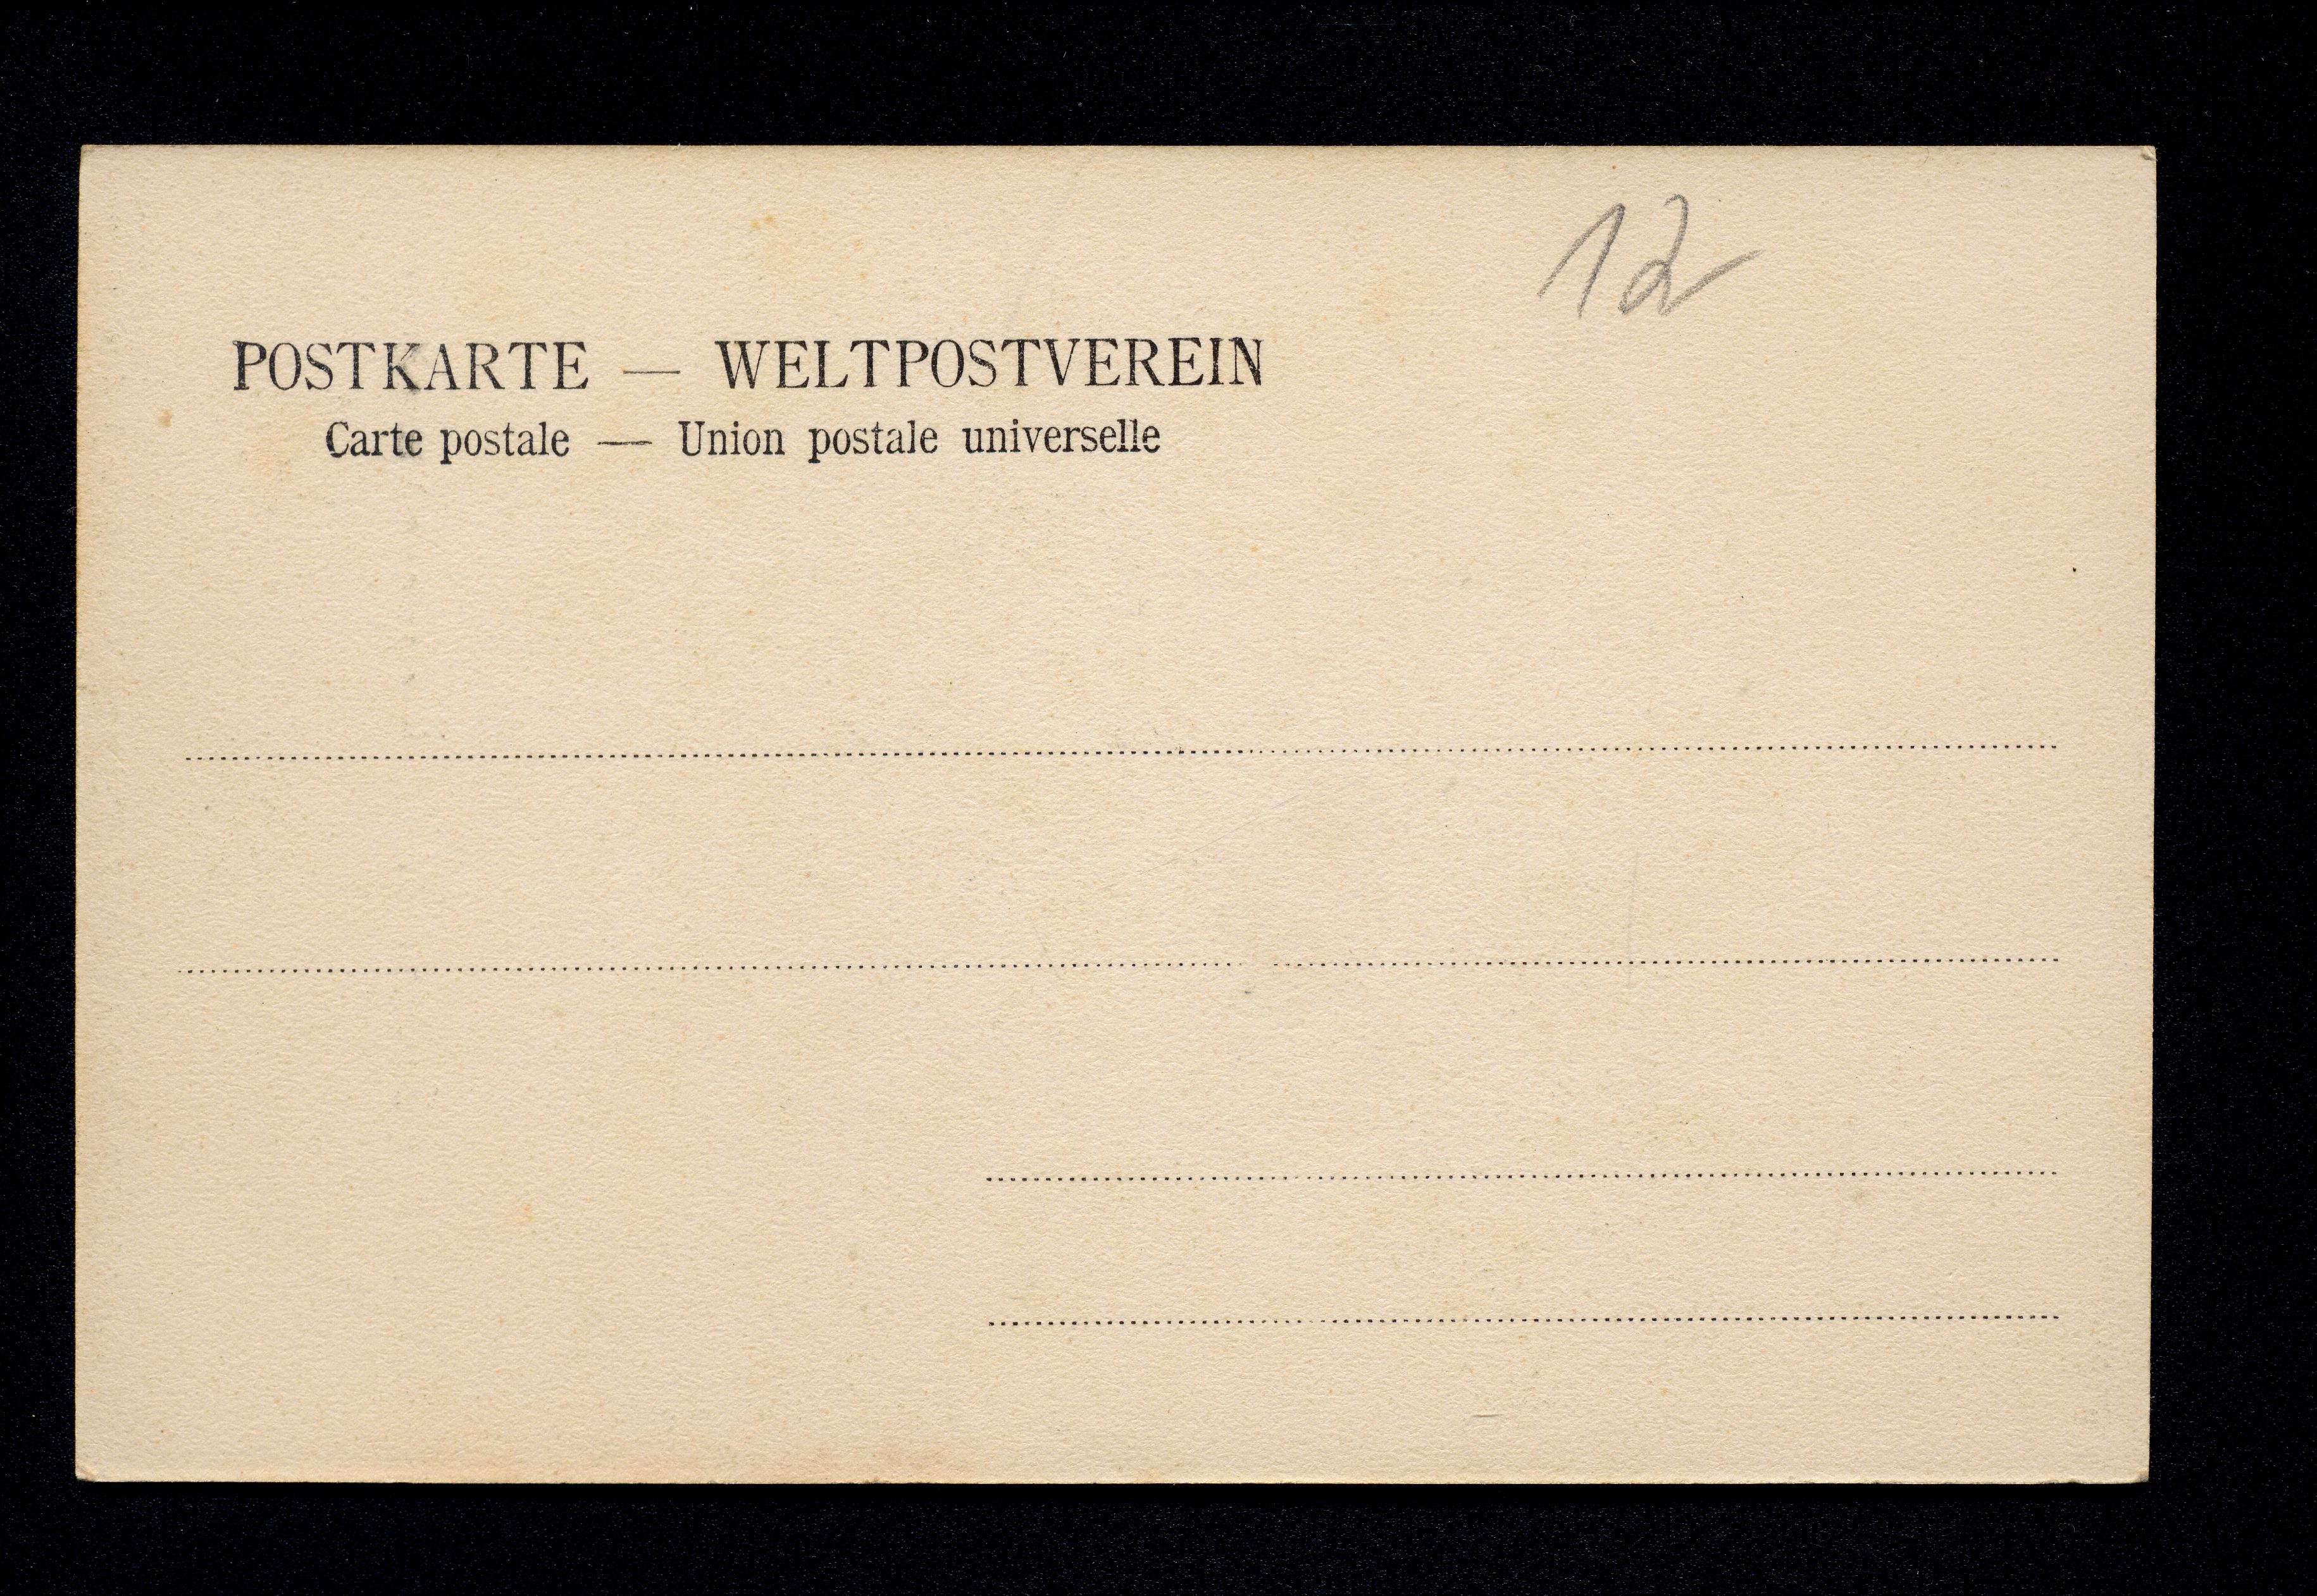 12
POSTKARTE — WELTPOSTVEREIN
Carte postale — Union postale universelle